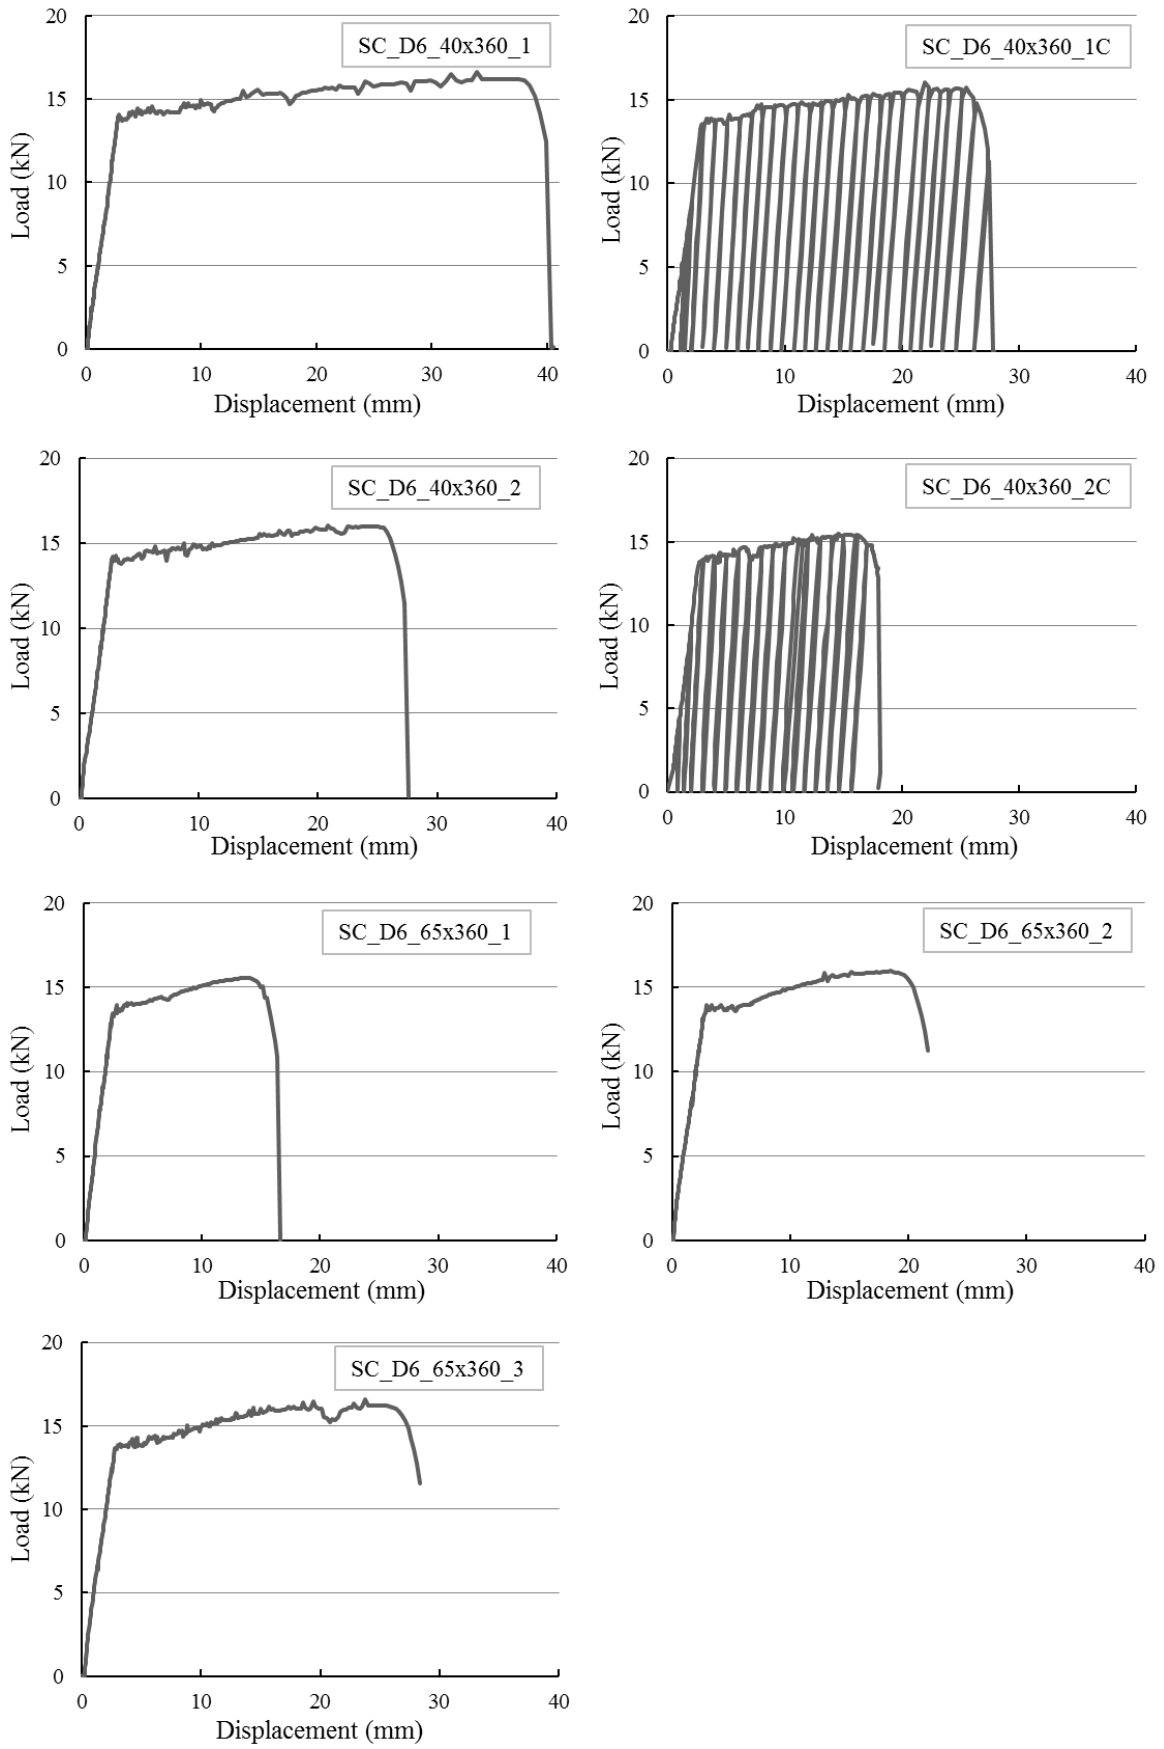 SC_D6_40x360_1
Load (kN)
20
15
10
5
0
0 10 20 30 40
Displacement (mm)
SC_D6_40x360_1C
Load (kN)
20
15
10
5
0
0 10 20 30 40
Displacement (mm)
SC_D6_40x360_2
Load (kN)
20
15
10
5
0
0 10 20 30 40
Displacement (mm)
SC_D6_40x360_2C
Load (kN)
20
15
10
5
0
0 10 20 30 40
Displacement (mm)
SC_D6_65x360_1
Load (kN)
20
15
10
5
0
0 10 20 30 40
Displacement (mm)
SC_D6_65x360_2
Load (kN)
20
15
10
5
0
0 10 20 30 40
Displacement (mm)
SC_D6_65x360_3
Load (kN)
20
15
10
5
0
0 10 20 30 40
Displacement (mm)